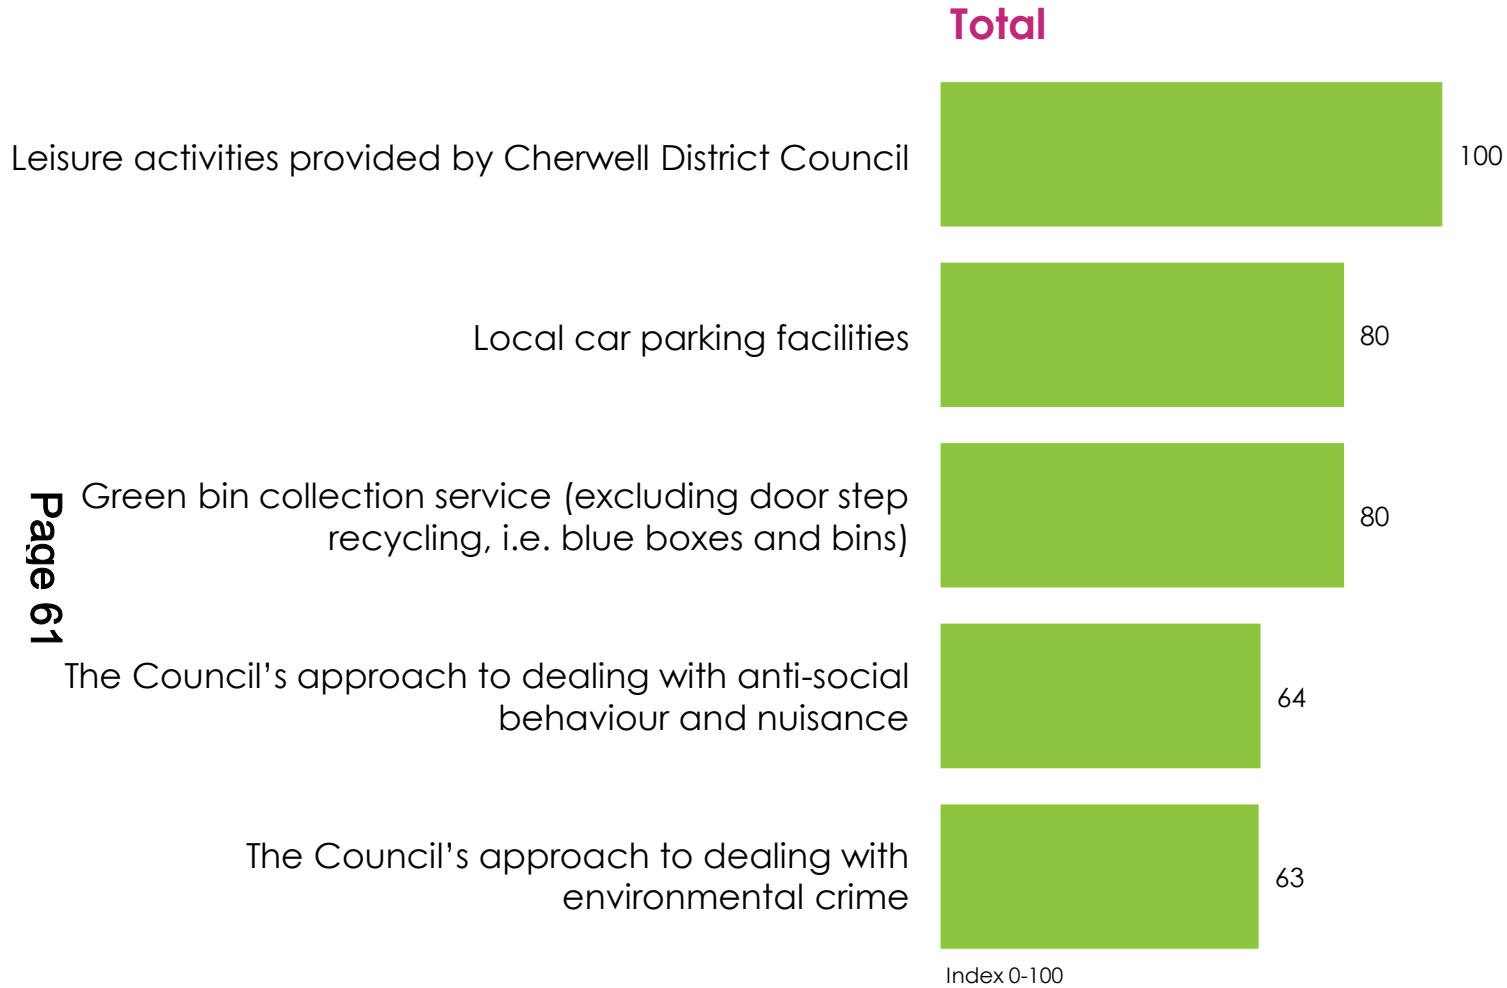 Total
Leisure activities provided by Cherwell District Council
100
Local car parking facilities
80
Green bin collection service (excluding door step
recycling, i.e. blue boxes and bins)
80
The Council’s approach to dealing with anti-social
behaviour and nuisance
64
The Council’s approach to dealing with
environmental crime
63
Index 0-100
Page 61